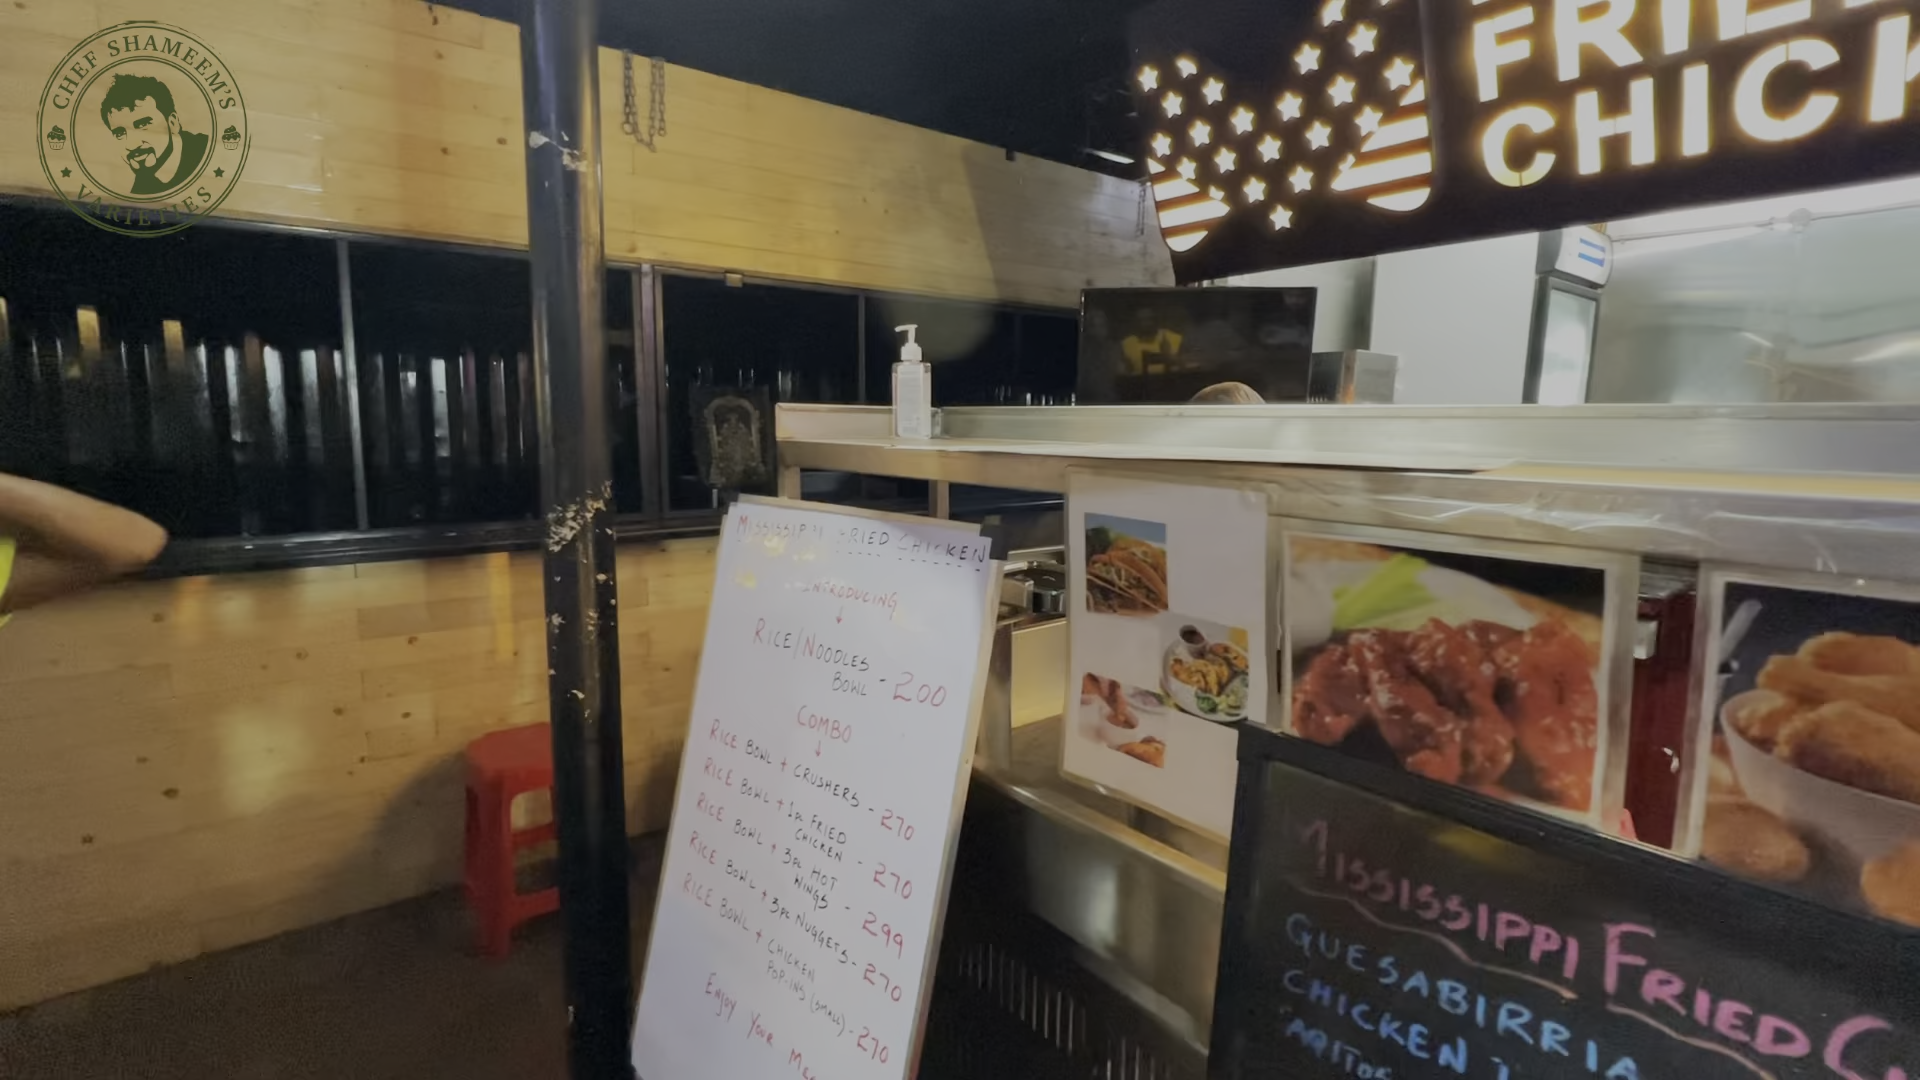 CHEF SHAMEEM'S
VARIETIES
CHICK
MISSISSIPPI FRIED CHICKEN
INTRODUCING
RICE/NOODLES
BOWL - 200
COMBO
RICE BOWL + CRUSHERS - 270
RICE BOWL + 1pc FRIED
CHICKEN - 270
RICE BOWL + 3pc HOT
WINGS - 299
RICE BOWL + 3pc NUGGETS - 270
RICE BOWL + CHICKEN
POP-INS (SMALL) - 270
ENJOY YOUR
MISSISSIPPI FRIED
QUESABIRRIA
CHICKEN